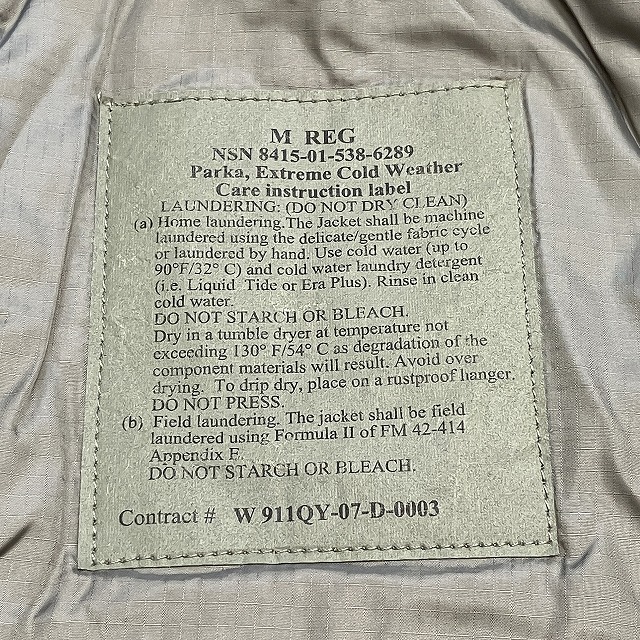 M REG
NSN 8415-01-538-6289
Parka, Extreme Cold Weather
Care instruction label
LAUNDERING: (DO NOT DRY CLEAN)
(a) Home laundering.The Jacket shall be machine
laundered using the delicate/gentle fabric cycle
or laundered by hand. Use cold water (up to
90°F/32° C) and cold water laundry detergent
(i.e. Liquid Tide or Era Plus). Rinse in clean
cold water.
DO NOT STARCH OR BLEACH.
Dry in a tumble dryer at temperature not
exceeding 130° F/54° C as degradation of the
component materials will result. Avoid over
drying. To drip dry, place on a rustproof hanger.
DO NOT PRESS.
(b) Field laundering. The jacket shall be field
laundered using Formula II of FM 42-414
Appendix E.
DO NOT STARCH OR BLEACH.
Contract # W 911QY-07-D-0003